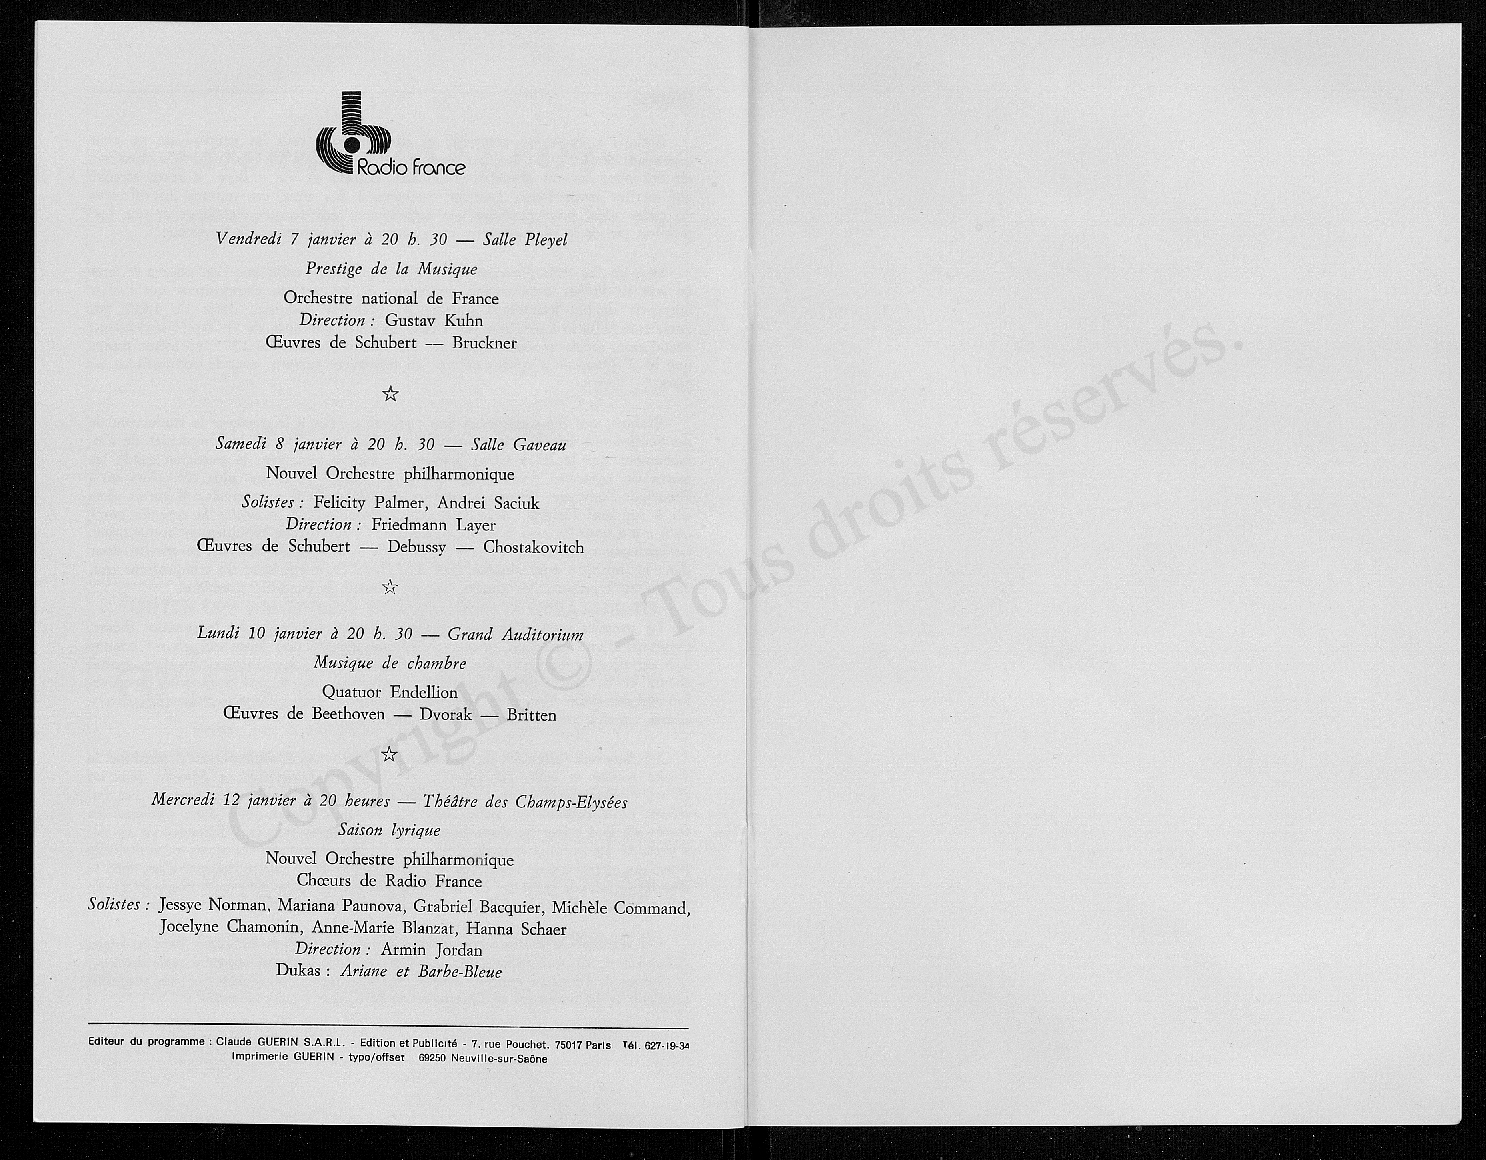 Radio france
Vendredi 7 janvier à 20 h. 30 — Salle Pleyel
Prestige de la Musique
Orchestre national de France
Direction : Gustav Kuhn
Œuvres de Schubert — Bruckner
Samedi 8 janvier à 20 h. 30 — Salle Gaveau
Nouvel Orchestre philharmonique
Solistes : Felicity Palmer, Andrei Saciuk
Direction : Friedmann Layer
Œuvres de Schubert — Debussy — Chostakovitch
Lundi 10 janvier à 20 h. 30 — Grand Auditorium
Musique de chambre
Quatuor Endellion
Œuvres de Beethoven — Dvorak — Britten
Mercredi 12 janvier à 20 heures — Théâtre des Champs-Elysées
Saison lyrique
Nouvel Orchestre philharmonique
Chœurs de Radio France
Solistes : Jessye Norman, Mariana Paunova, Grabriel Bacquier, Michèle Command,
Jocelyne Chamonin, Anne-Marie Blanzat, Hanna Schaer
Direction : Armin Jordan
Dukas : Ariane et Barbe-Bleue
Editeur du programme : Claude GUERIN S.A.R.L. - Edition et Publicité - 7, rue Pouchet, 75017 Paris Tél. 627-19-34
Imprimerie GUERIN - typo/offset 69250 Neuville-sur-Saône
Copyright © - Tous droits réservés.